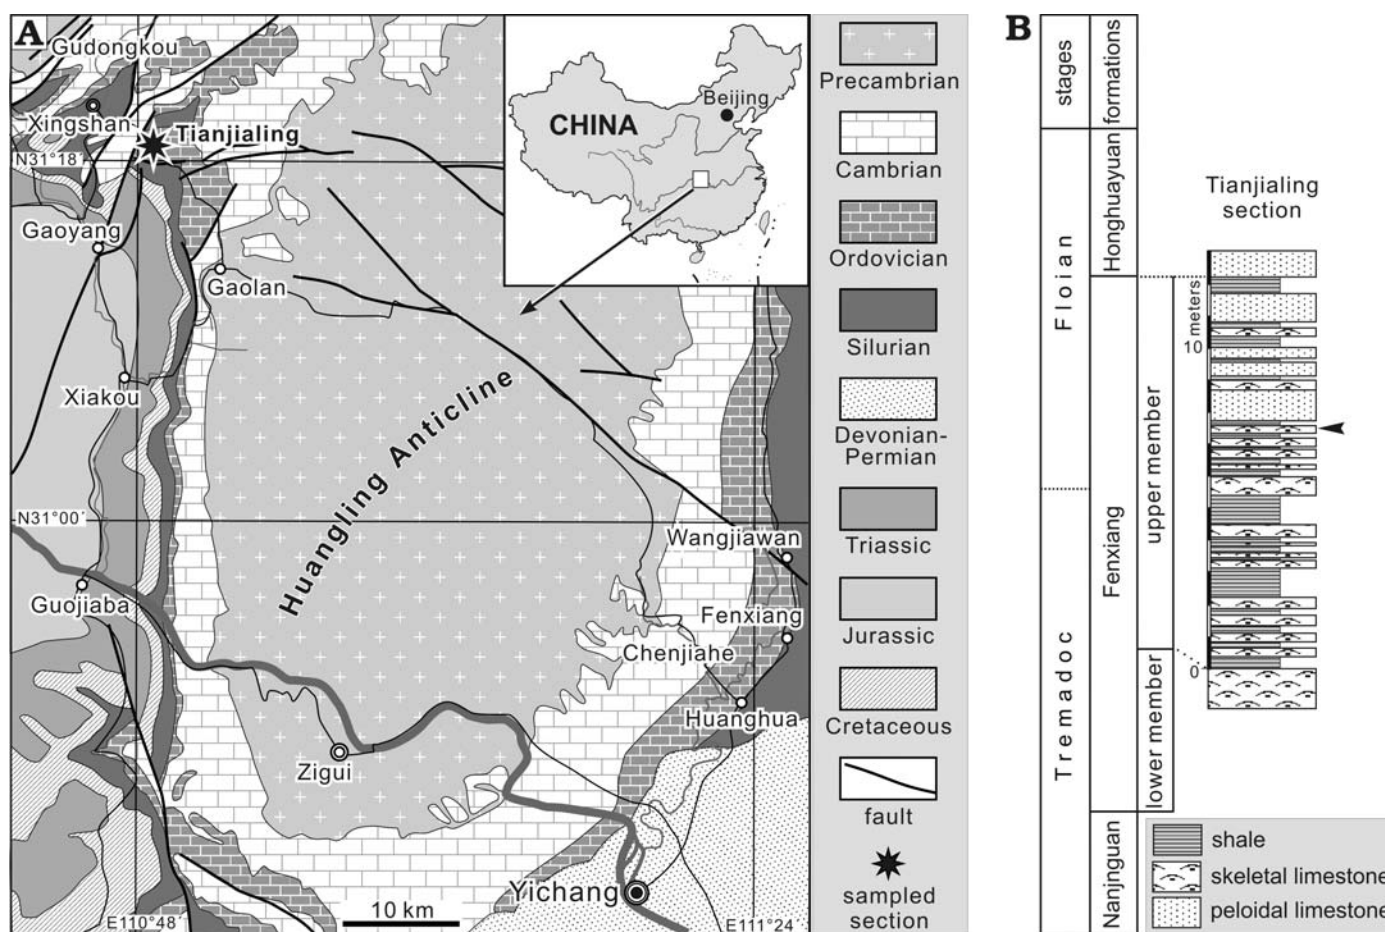 A
Gudongkou
Xingshan
Tianjialing
N31°18´
Gaoyang
Gaolan
Xiakou
Huangling Anticline
N31°00´
Guojiaba
Wangjiawan
Fenxiang
Chenjiahe
Huanghua
Zigui
Yichang
10 km
E110°48´
E111°24´
CHINA
Beijing
Precambrian
Cambrian
Ordovician
Silurian
Devonian-
Permian
Triassic
Jurassic
Cretaceous
fault
sampled
section
B
stages
formations
Floian
Tremadoc
Honghuayuan
Fenxiang
Nanjnguan
upper member
lower member
Tianjialing
section
meters
10
0
shale
skeletal limestone
peloidal limestone